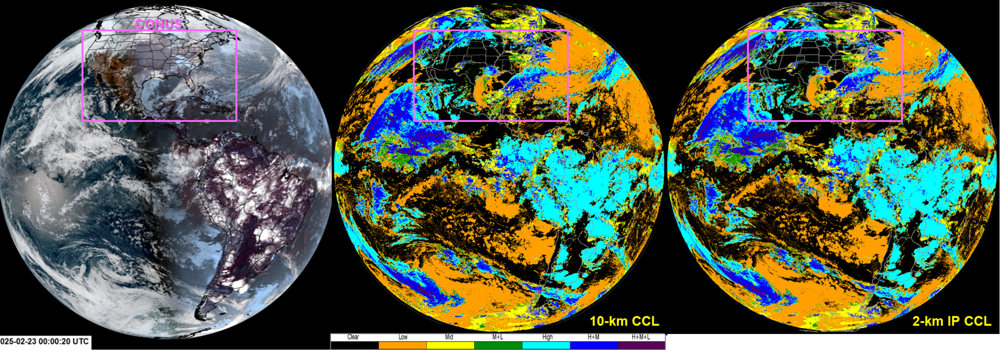 CONUS
10-km CCL
2-km IP CCL
025-02-23 00:00:20 UTC
Clear Low Mid M+L High H+M H+M+L